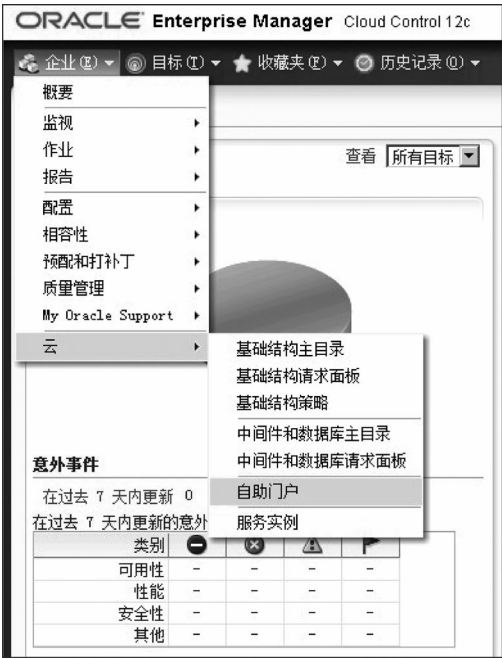 ORACLE Enterprise Manager Cloud Control 12c
企业(E) 目标(T) 收藏夹(F) 历史记录(O)
概要
监视
作业
报告
配置
相容性
预配和打补丁
质量管理
My Oracle Support
云
查看 所有目标
基础结构主目录
基础结构请求面板
基础结构策略
中间件和数据库主目录
中间件和数据库请求面板
自助门户
服务实例
意外事件
在过去 7 天内更新 0
在过去 7 天内更新的意外
类别
可用性 - - - -
性能 - - - -
安全性 - - - -
其他 - - - -